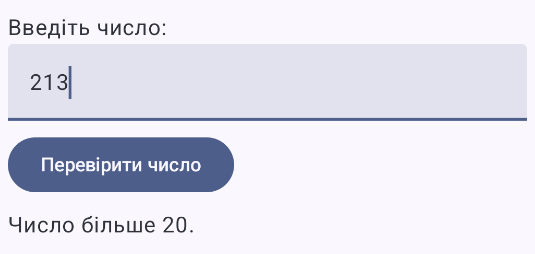 Введіть число:
213
Перевірити число
Число більше 20.